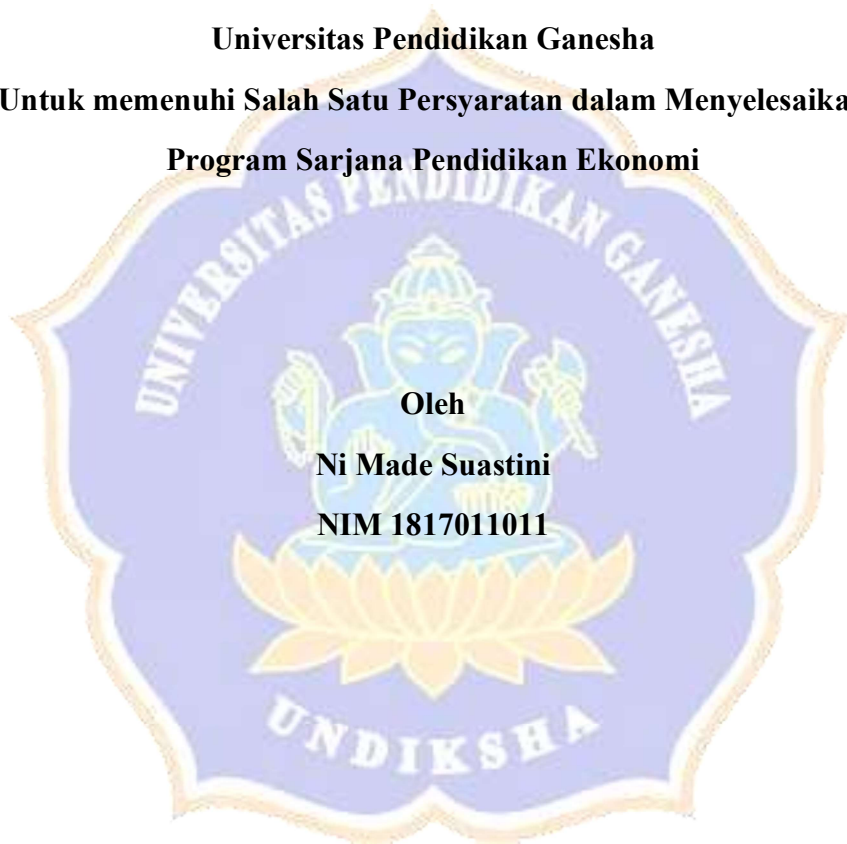 Universitas Pendidikan Ganesha
Untuk memenuhi Salah Satu Persyaratan dalam Menyelesaika
Program Sarjana Pendidikan Ekonomi
UNIVERSITAS PENDIDIKAN GANESHA
Oleh
Ni Made Suastini
NIM 1817011011
UNDIKSHA